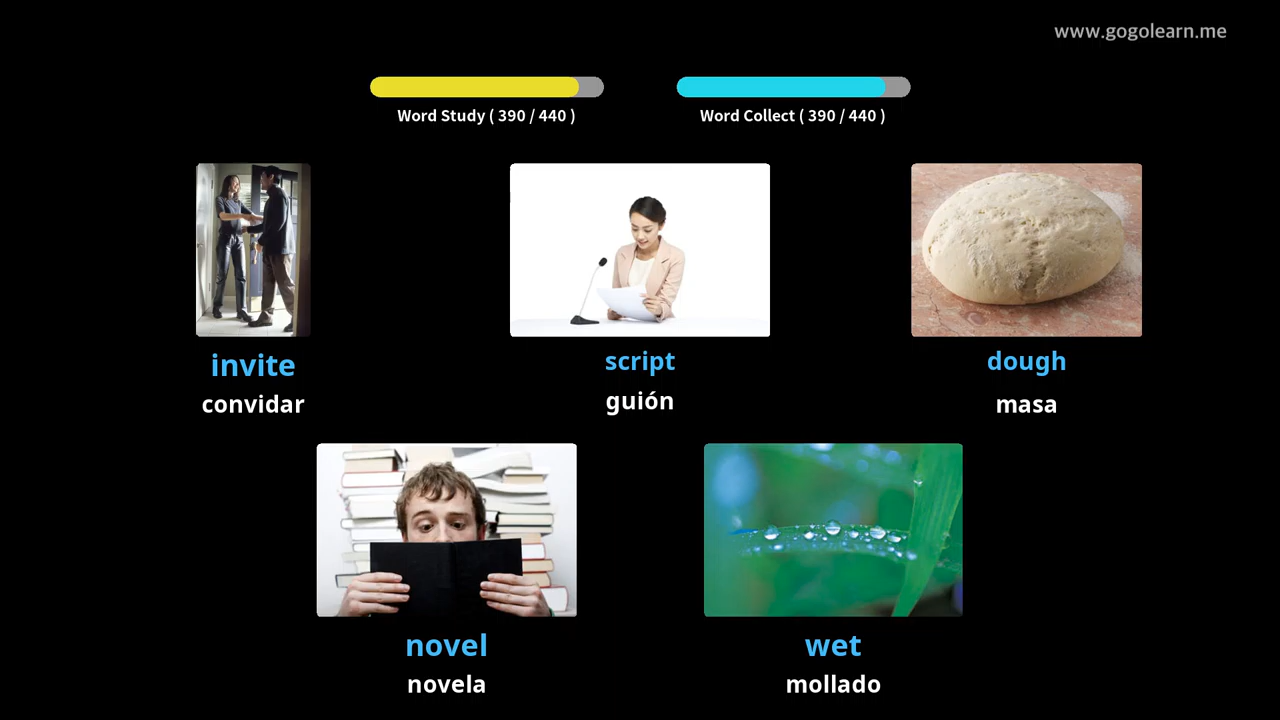 www.gogolearn.me
Word Study ( 390 / 440 )
Word Collect ( 390 / 440 )
invite
convidar
script
guión
dough
masa
novel
novela
wet
mollado